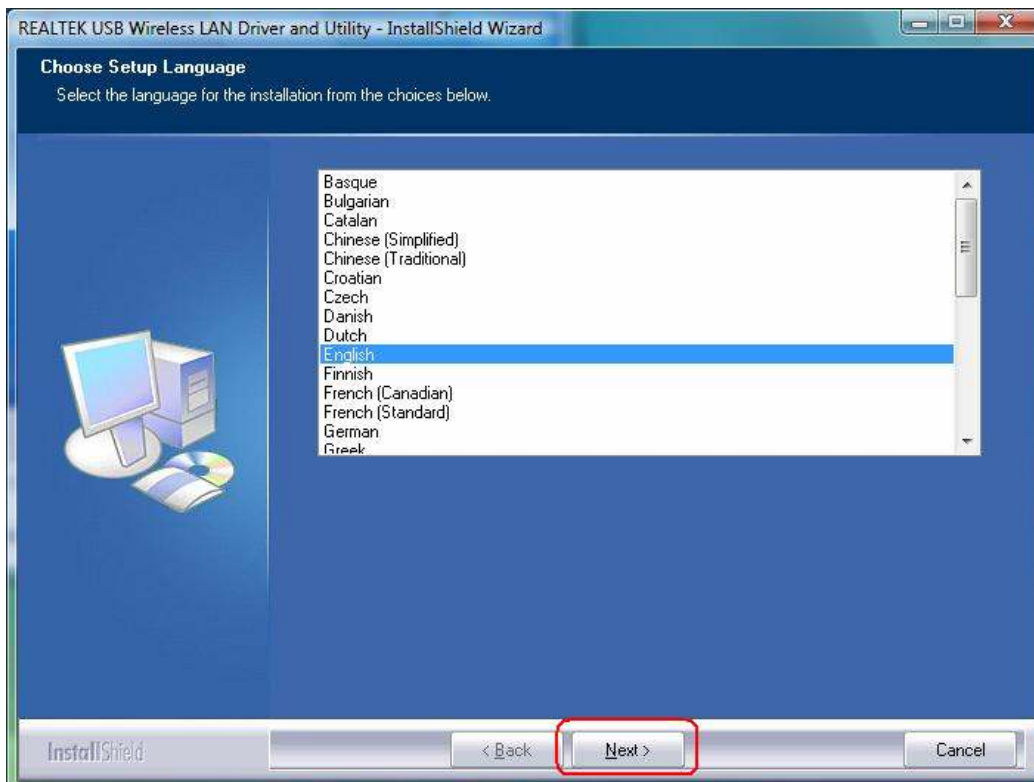 REALTEK USB Wireless LAN Driver and Utility - InstallShield Wizard
Choose Setup Language
Select the language for the installation from the choices below.
Basque
Bulgarian
Catalan
Chinese (Simplified)
Chinese (Traditional)
Croatian
Czech
Danish
Dutch
English
Finnish
French (Canadian)
French (Standard)
German
Greek
InstallShield
< Back
Next >
Cancel